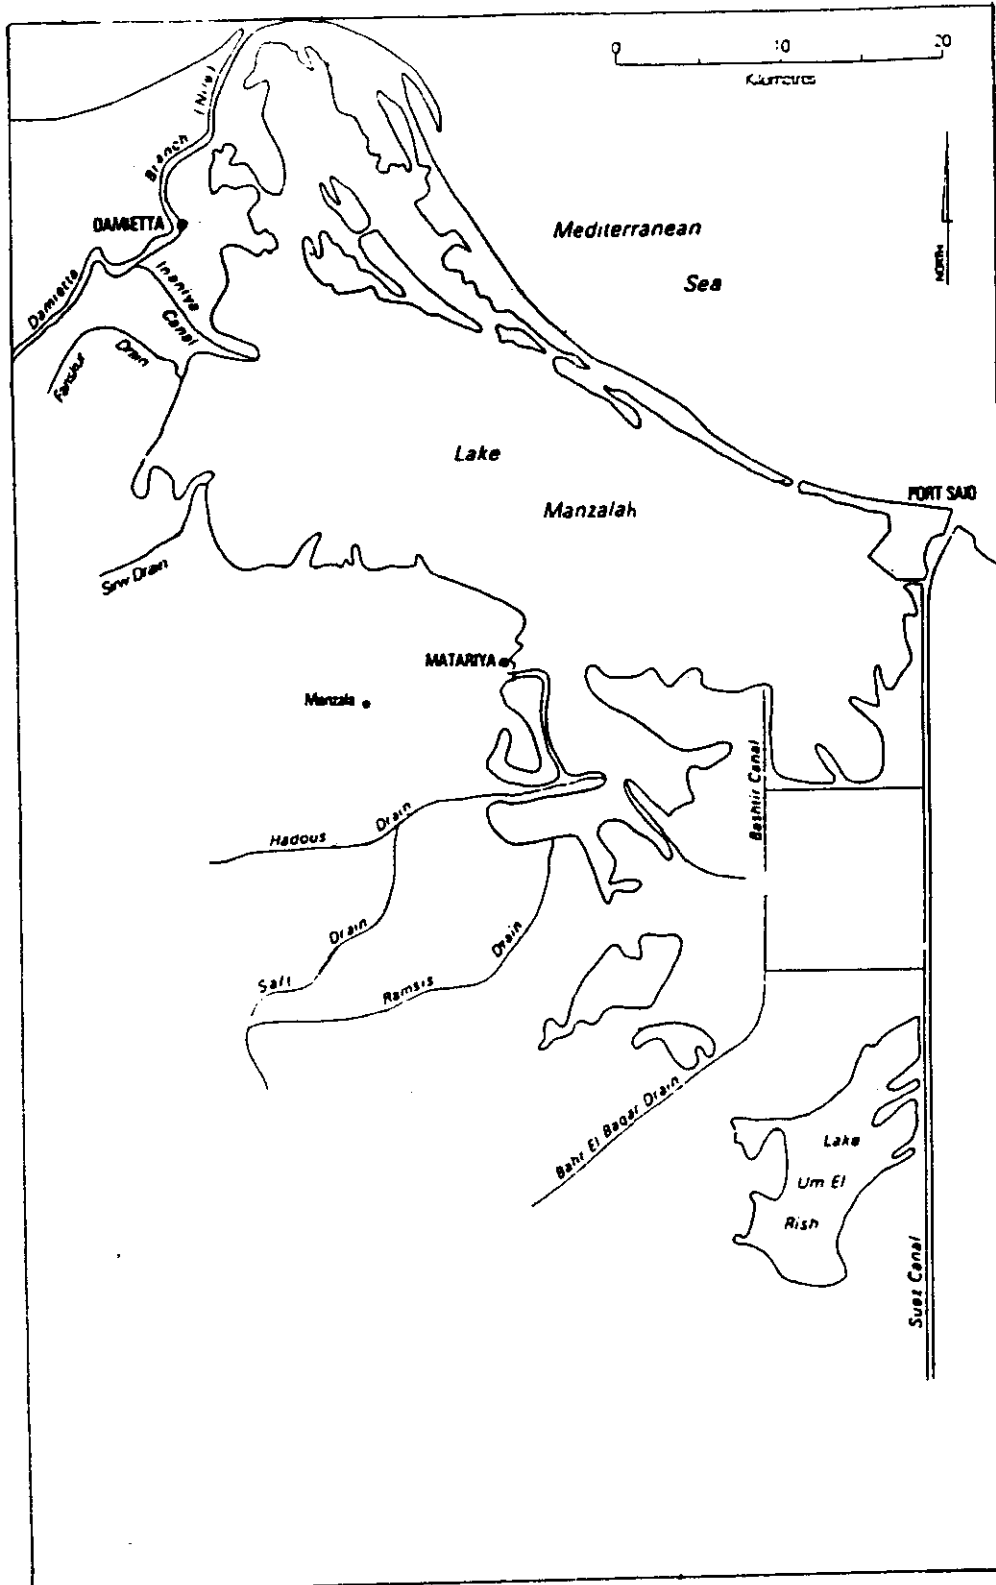 0 10 20
Kilometres
(Nile)
Branch
DAMIETTA
Damietta
Inaniya
Canal
Drain
Mediterranean
Sea
NORTH
Lake
Manzalah
PORT SAID
Sirw Drain
MATARIYA
Manzala
Bashtir Canal
Hadous Drain
Drain
Drain
Ramsis
Bahr El Baqar Drain
Lake
Um El
Rish
Suez Canal